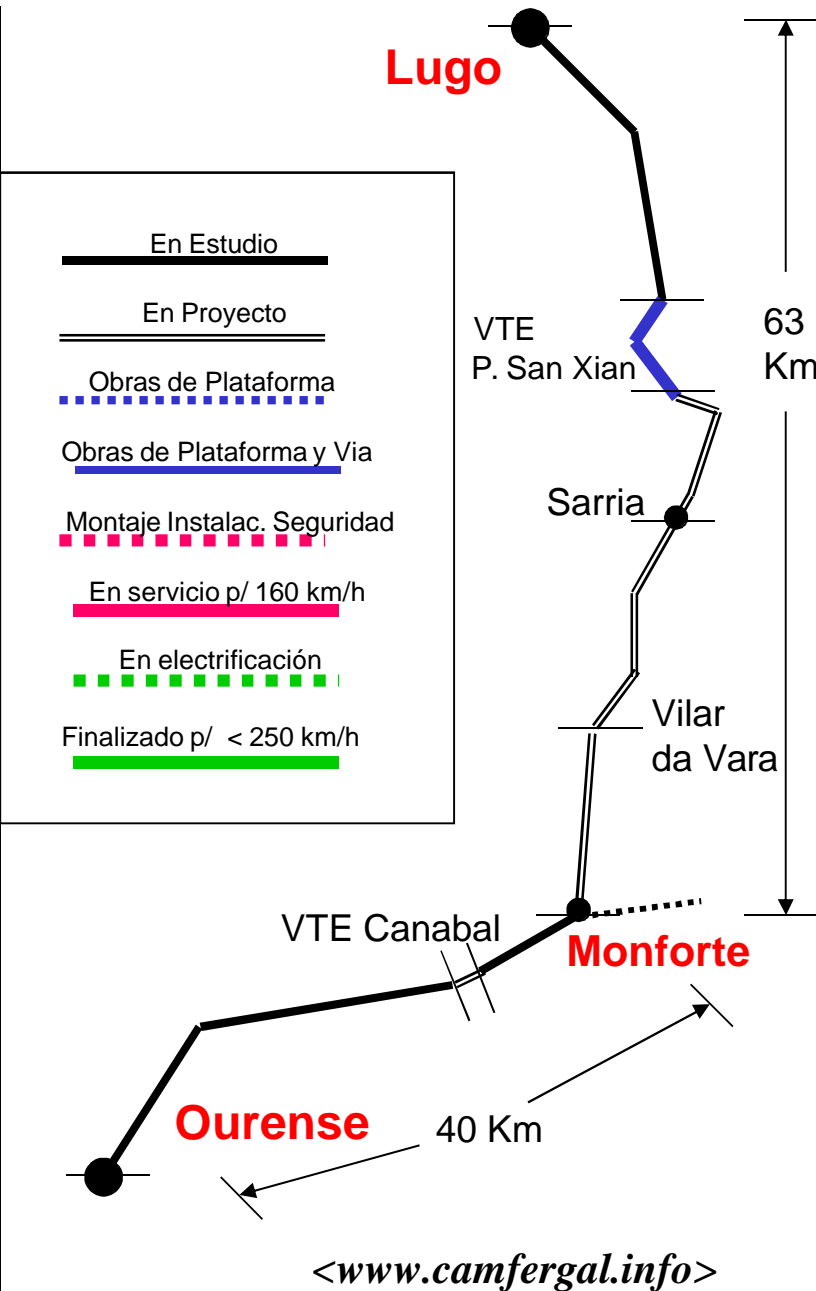 Lugo
En Estudio
En Proyecto
Obras de Plataforma
Obras de Plataforma y Via
Montaje Instalac. Seguridad
En servicio p/ 160 km/h
En electrificación
Finalizado p/ < 250 km/h
VTE
P. San Xian
63
Km
Sarria
Vilar
da Vara
VTE Canabal
Monforte
Ourense
40 Km
<www.camfergal.info>